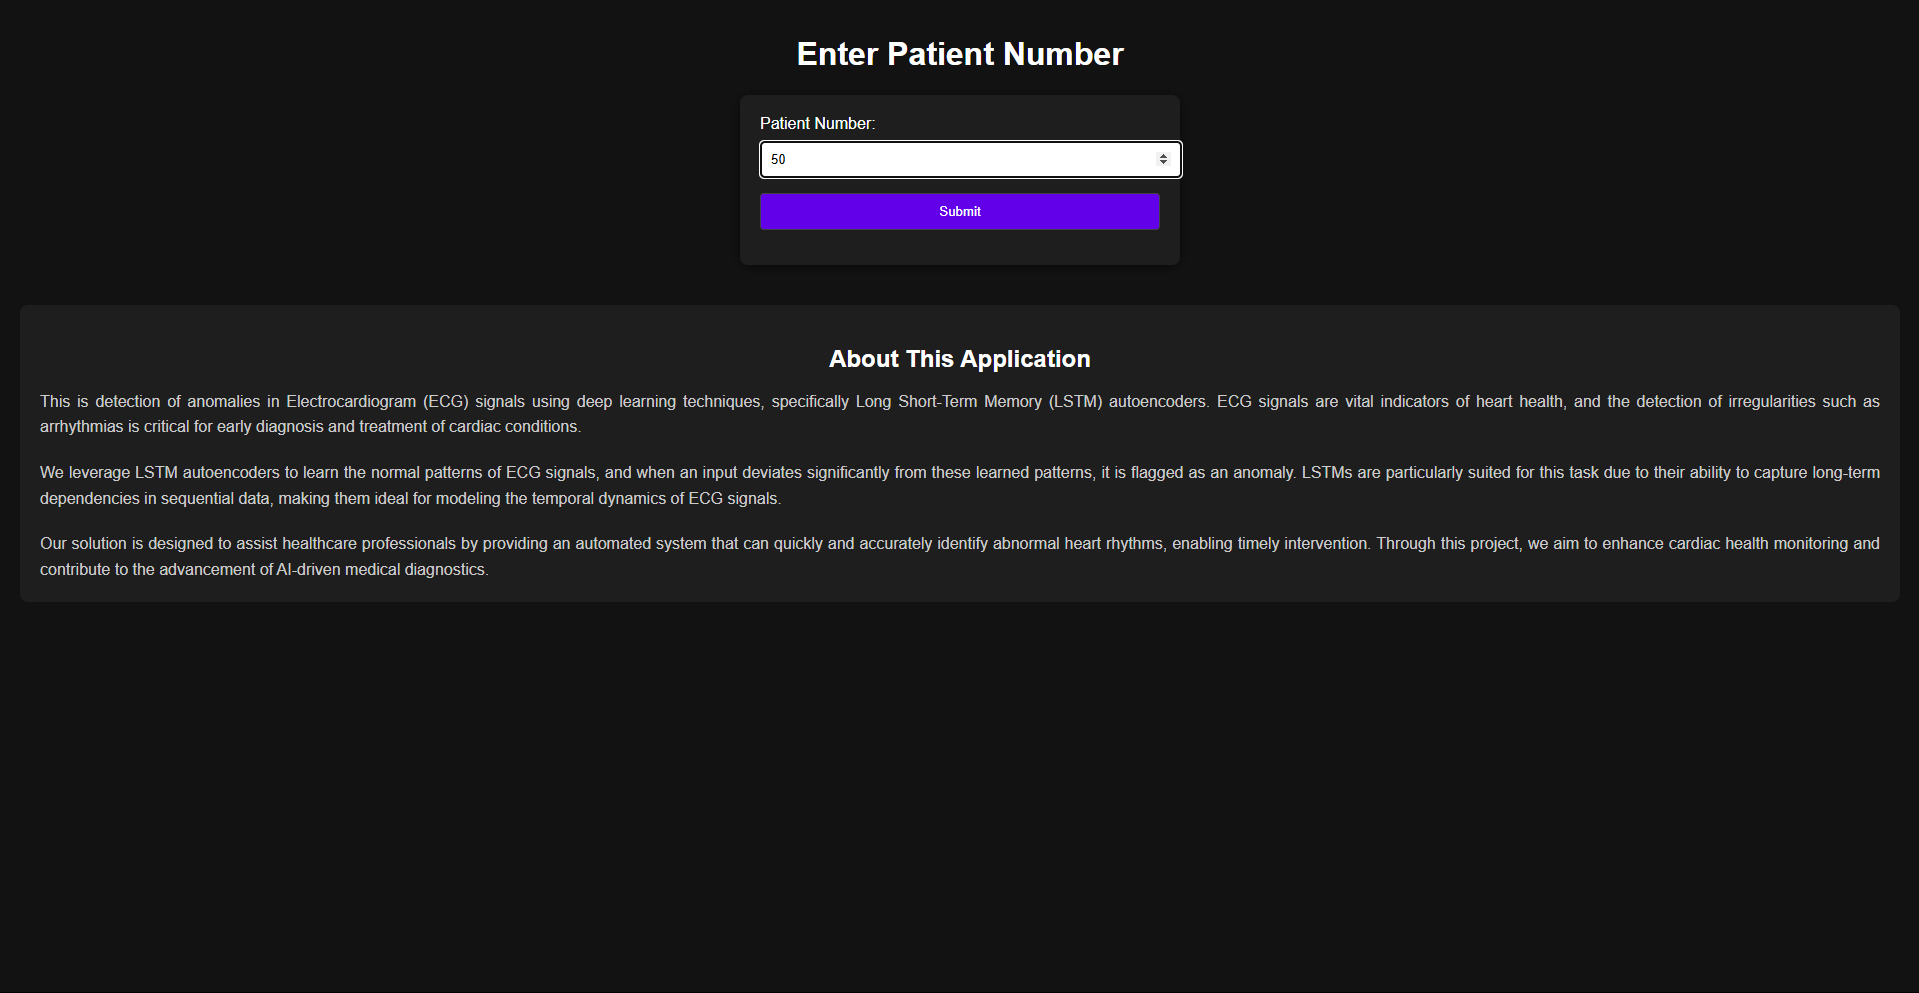 Enter Patient Number
Patient Number:
50
Submit
About This Application
This is detection of anomalies in Electrocardiogram (ECG) signals using deep learning techniques, specifically Long Short-Term Memory (LSTM) autoencoders. ECG signals are vital indicators of heart health, and the detection of irregularities such as
arrhythmias is critical for early diagnosis and treatment of cardiac conditions.
We leverage LSTM autoencoders to learn the normal patterns of ECG signals, and when an input deviates significantly from these learned patterns, it is flagged as an anomaly. LSTMs are particularly suited for this task due to their ability to capture long-term
dependencies in sequential data, making them ideal for modeling the temporal dynamics of ECG signals.
Our solution is designed to assist healthcare professionals by providing an automated system that can quickly and accurately identify abnormal heart rhythms, enabling timely intervention. Through this project, we aim to enhance cardiac health monitoring and
contribute to the advancement of AI-driven medical diagnostics.